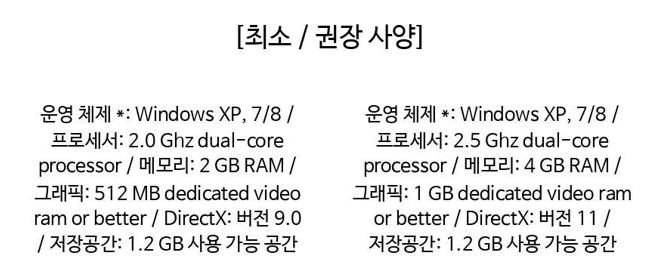 [최소 / 권장 사양]
운영 체제 *: Windows XP, 7/8 /
프로세서: 2.0 Ghz dual-core
processor / 메모리: 2 GB RAM /
그래픽: 512 MB dedicated video
ram or better / DirectX: 버전 9.0
/ 저장공간: 1.2 GB 사용 가능 공간
운영 체제 *: Windows XP, 7/8 /
프로세서: 2.5 Ghz dual-core
processor / 메모리: 4 GB RAM /
그래픽: 1 GB dedicated video ram
or better / DirectX: 버전 11 /
저장공간: 1.2 GB 사용 가능 공간